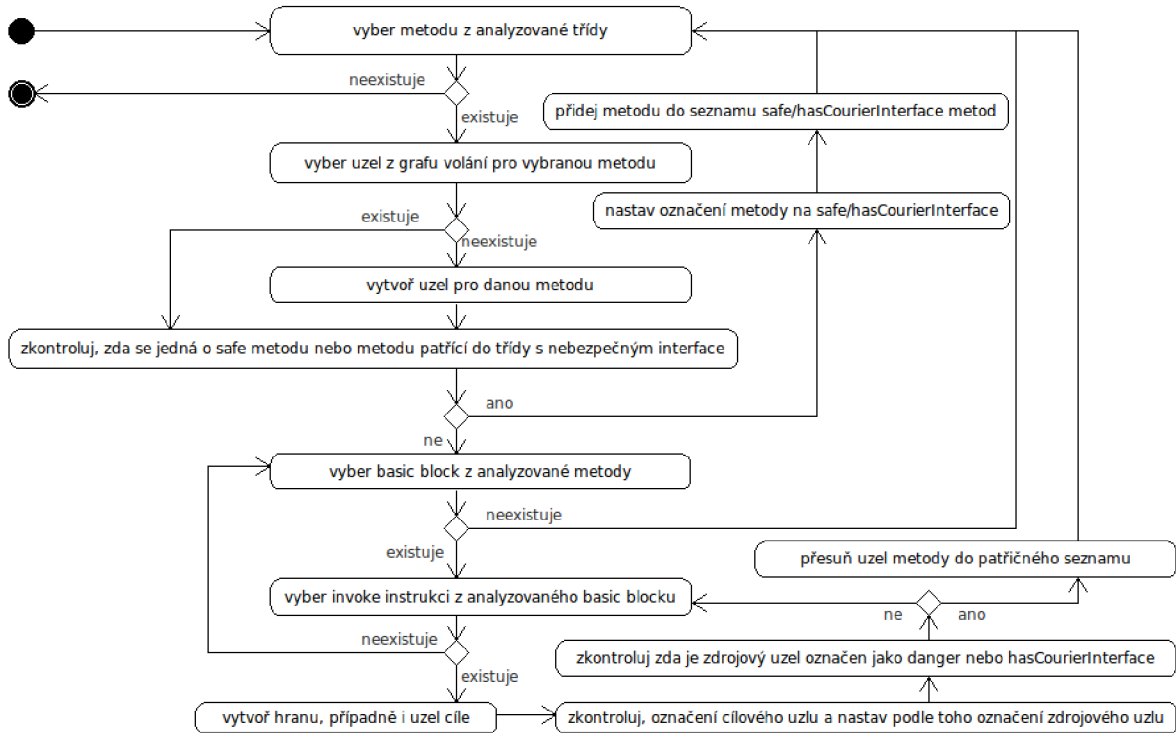 vyber metodu z analyzované třídy
neexistuje
existuje
přidej metodu do seznamu safe/hasCourierInterface metod
vyber uzel z grafu volání pro vybranou metodu
nastav označení metody na safe/hasCourierInterface
existuje
neexistuje
vytvoř uzel pro danou metodu
zkontroluj, zda se jedná o safe metodu nebo metodu patřící do třídy s nebezpečným interface
ano
ne
vyber basic block z analyzované metody
neexistuje
existuje
přesuň uzel metody do patřičného seznamu
vyber invoke instrukci z analyzovaného basic blocku
ne
ano
neexistuje
zkontroluj zda je zdrojový uzel označen jako danger nebo hasCourierInterface
existuje
vytvoř hranu, případně i uzel cíle
zkontroluj, označení cílového uzlu a nastav podle toho označení zdrojového uzlu